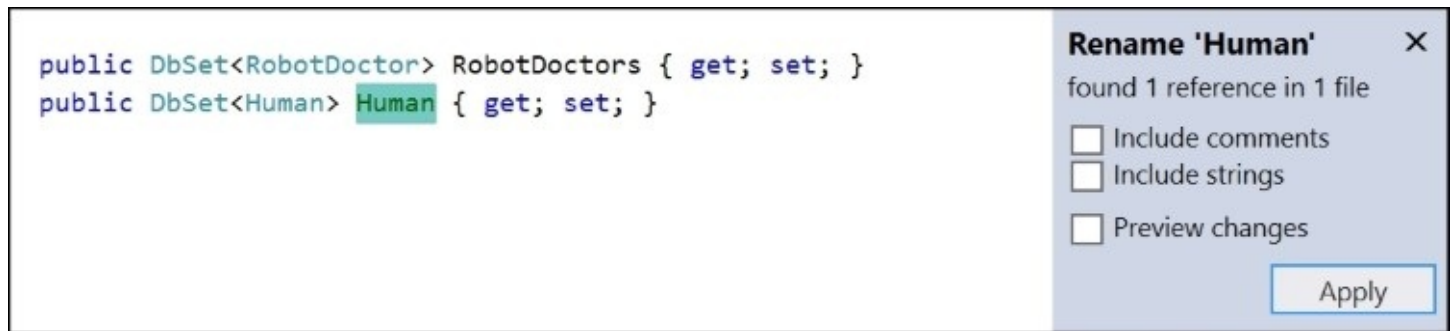 public DbSet<RobotDoctor> RobotDoctors { get; set; }
public DbSet<Human> Human { get; set; }
Rename 'Human' ×
found 1 reference in 1 file
Include comments
Include strings
Preview changes
Apply